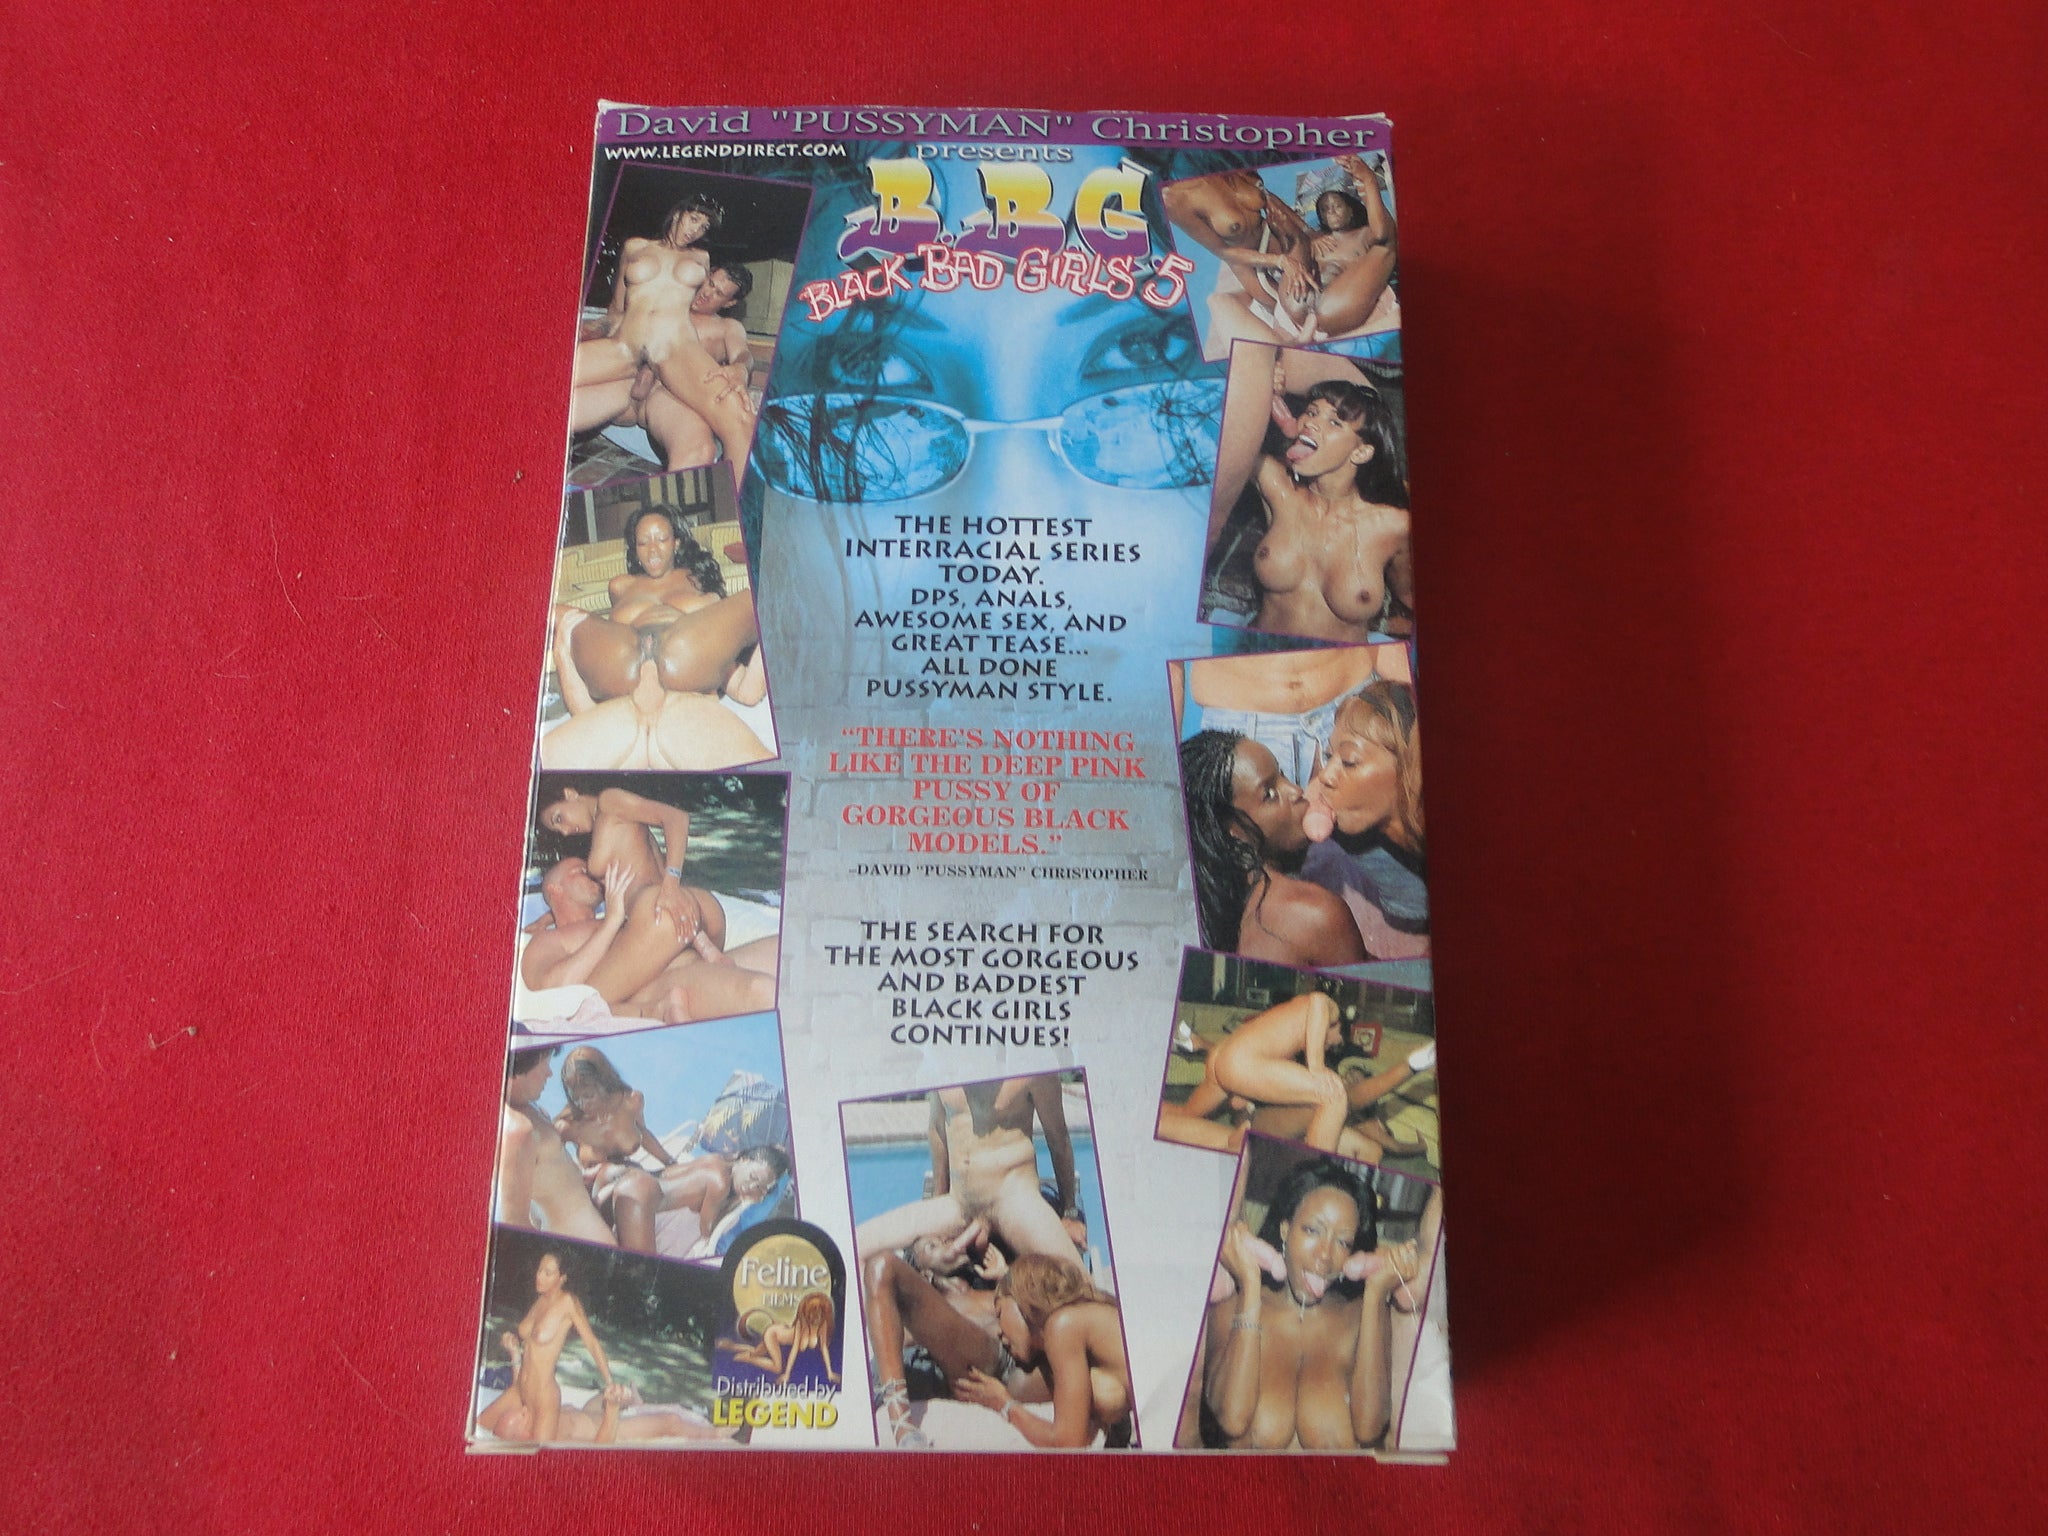 David "PUSSYMAN" Christopher
WWW.LEGENDDIRECT.COM
presents
B.B.G
BLACK BAD GIRLS 5
THE HOTTEST
INTERRACIAL SERIES
TODAY.
DPS, ANALS,
AWESOME SEX, AND
GREAT TEASE...
ALL DONE
PUSSYMAN STYLE.
“THERE'S NOTHING
LIKE THE DEEP PINK
PUSSY OF
GORGEOUS BLACK
MODELS.”
–DAVID "PUSSYMAN" CHRISTOPHER
THE SEARCH FOR
THE MOST GORGEOUS
AND BADDEST
BLACK GIRLS
CONTINUES!
Feline
FILMS
Distributed by
LEGEND